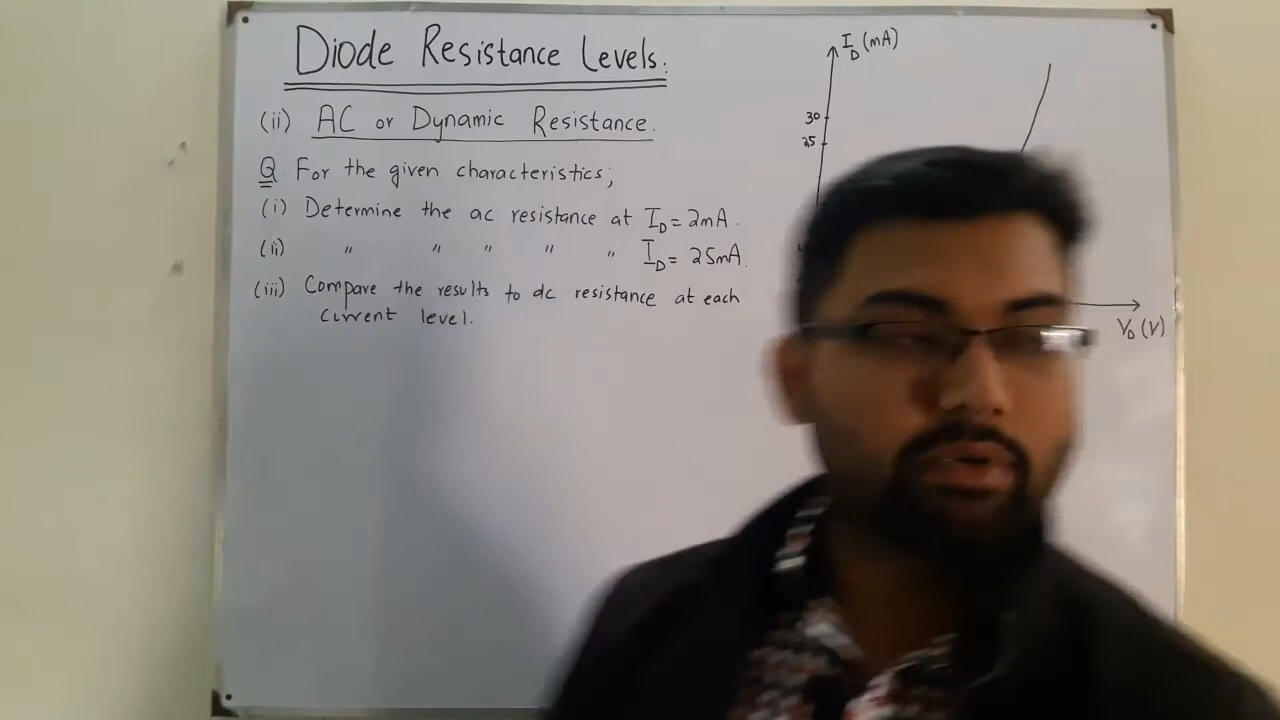 Diode Resistance Levels.
(ii) AC or Dynamic Resistance.
Q For the given characteristics;
(i) Determine the ac resistance at I_D = 2mA.
(ii) " " " " " I_D = 25mA.
(iii) Compare the results to dc resistance at each
current level.
I_D (mA)
30
25
V_D (V)